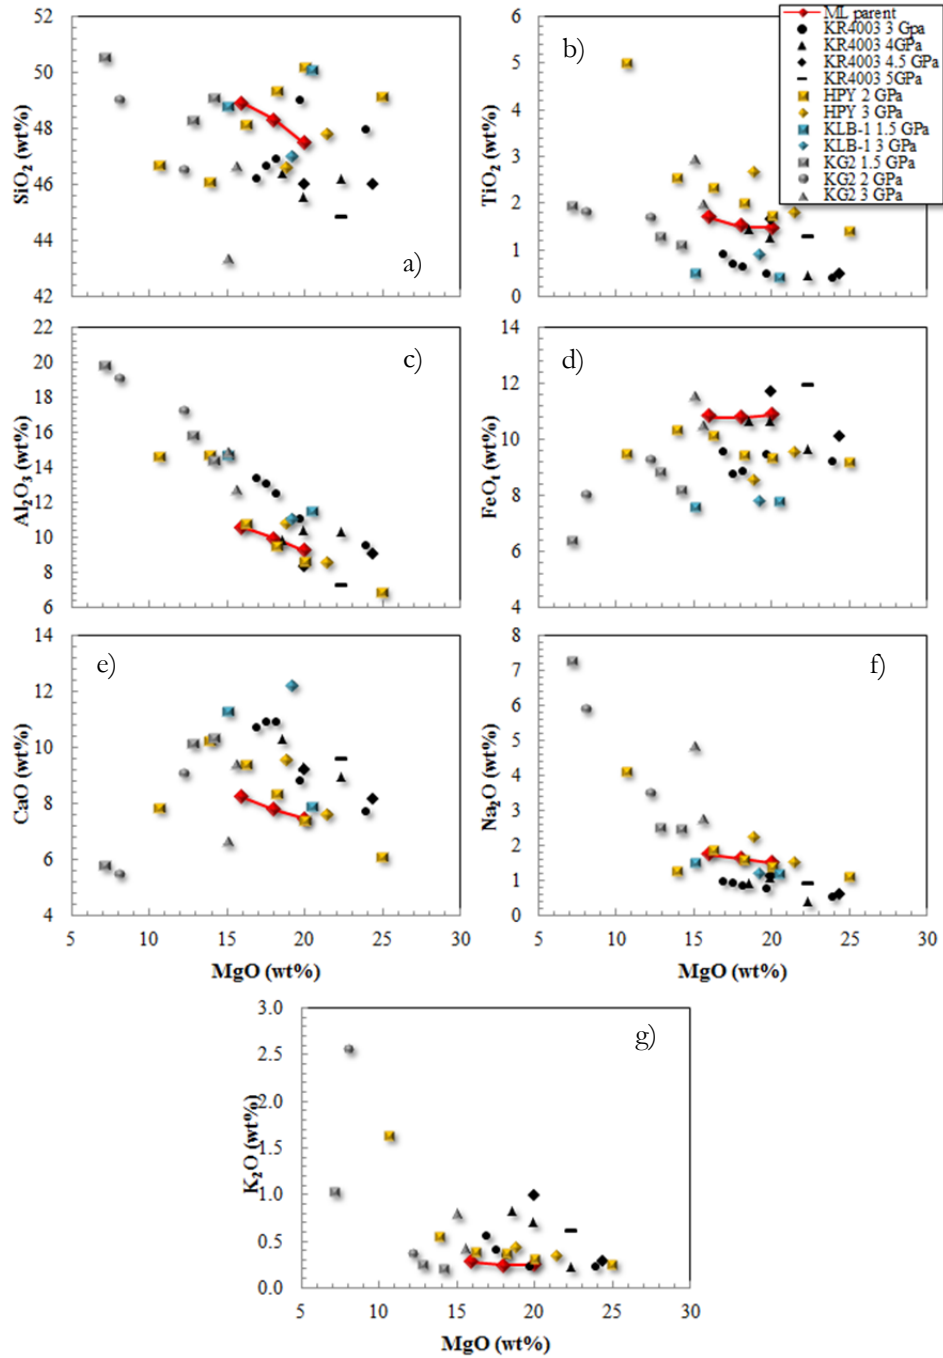 52
50
48
46
44
42
SiO2 (wt%)
a)
6
5
4
3
2
1
0
TiO2 (wt%)
b)
ML parent
KR4003 3 Gpa
KR4003 4GPa
KR4003 4.5 GPa
KR4003 5GPa
HPY 2 GPa
HPY 3 GPa
KLB-1 1.5 GPa
KLB-1 3 GPa
KG2 1.5 GPa
KG2 2 GPa
KG2 3 GPa
22
20
18
16
14
12
10
8
6
Al2O3 (wt%)
c)
14
12
10
8
6
4
FeOt (wt%)
d)
14
12
10
8
6
4
CaO (wt%)
e)
5 10 15 20 25 30
MgO (wt%)
8
7
6
5
4
3
2
1
0
Na2O (wt%)
f)
5 10 15 20 25 30
MgO (wt%)
3.0
2.5
2.0
1.5
1.0
0.5
0.0
K2O (wt%)
g)
5 10 15 20 25 30
MgO (wt%)